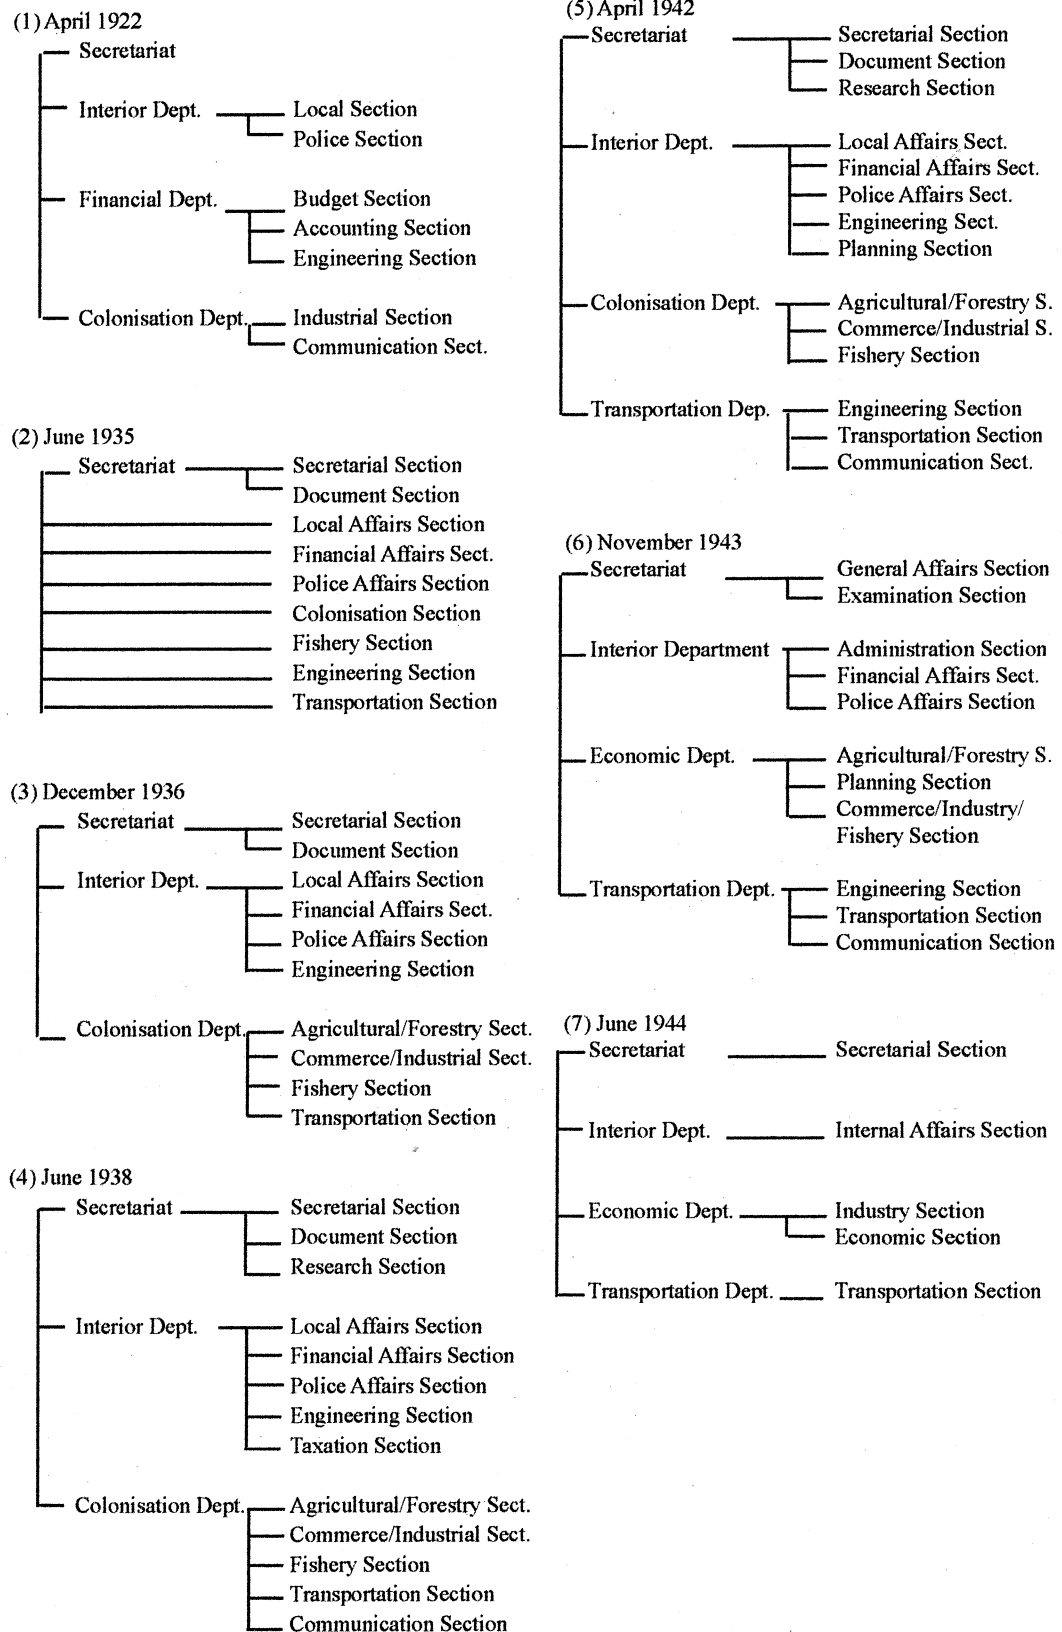 (1) April 1922
Secretariat
Interior Dept.
Local Section
Police Section
Financial Dept.
Budget Section
Accounting Section
Engineering Section
Colonisation Dept.
Industrial Section
Communication Sect.
(2) June 1935
Secretariat
Secretarial Section
Document Section
Local Affairs Section
Financial Affairs Sect.
Police Affairs Section
Colonisation Section
Fishery Section
Engineering Section
Transportation Section
(3) December 1936
Secretariat
Secretarial Section
Document Section
Interior Dept.
Local Affairs Section
Financial Affairs Sect.
Police Affairs Section
Engineering Section
Colonisation Dept.
Agricultural/Forestry Sect.
Commerce/Industrial Sect.
Fishery Section
Transportation Section
(4) June 1938
Secretariat
Secretarial Section
Document Section
Research Section
Interior Dept.
Local Affairs Section
Financial Affairs Section
Police Affairs Section
Engineering Section
Taxation Section
Colonisation Dept.
Agricultural/Forestry Sect.
Commerce/Industrial Sect.
Fishery Section
Transportation Section
Communication Section
(5) April 1942
Secretariat
Secretarial Section
Document Section
Research Section
Interior Dept.
Local Affairs Sect.
Financial Affairs Sect.
Police Affairs Sect.
Engineering Sect.
Planning Section
Colonisation Dept.
Agricultural/Forestry S.
Commerce/Industrial S.
Fishery Section
Transportation Dep.
Engineering Section
Transportation Section
Communication Sect.
(6) November 1943
Secretariat
General Affairs Section
Examination Section
Interior Department
Administration Section
Financial Affairs Sect.
Police Affairs Section
Economic Dept.
Agricultural/Forestry S.
Planning Section
Commerce/Industry/
Fishery Section
Transportation Dept.
Engineering Section
Transportation Section
Communication Section
(7) June 1944
Secretariat
Secretarial Section
Interior Dept.
Internal Affairs Section
Economic Dept.
Industry Section
Economic Section
Transportation Dept.
Transportation Section